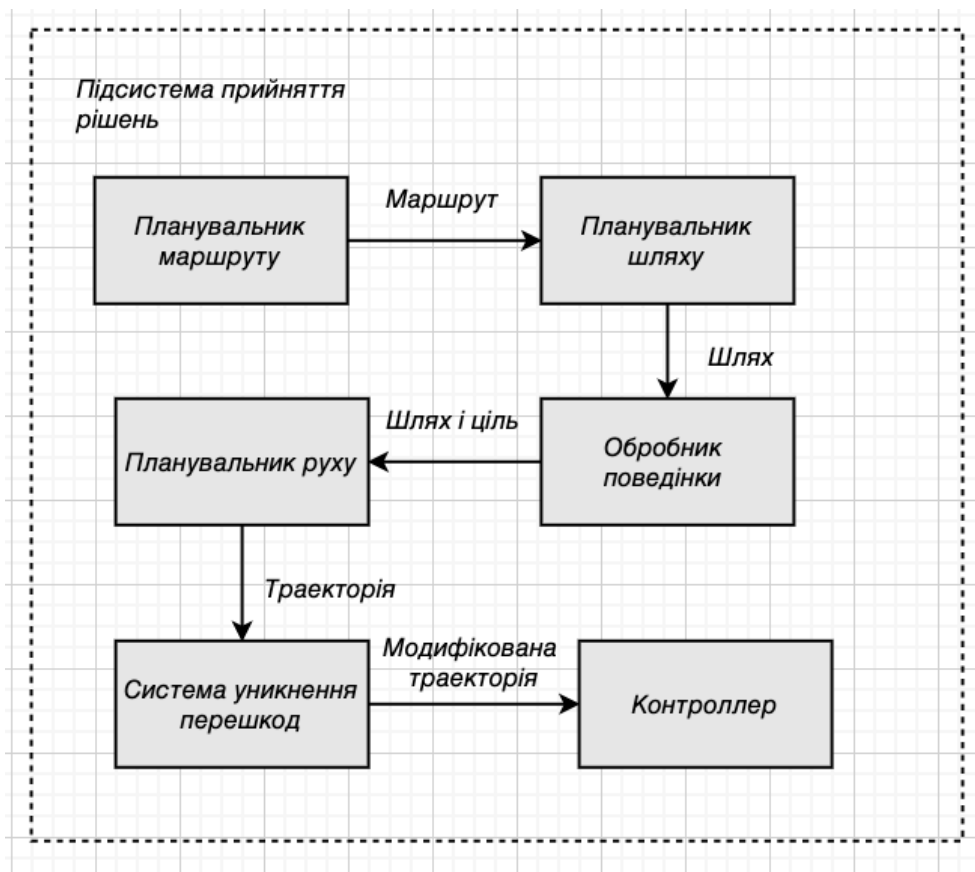 Підсистема прийняття
рішень
Планувальник
маршруту
Маршрут
Планувальник
шляху
Шлях
Обробник
поведінки
Шлях і ціль
Планувальник руху
Траекторія
Система уникнення
перешкод
Модифікована
траекторія
Контроллер